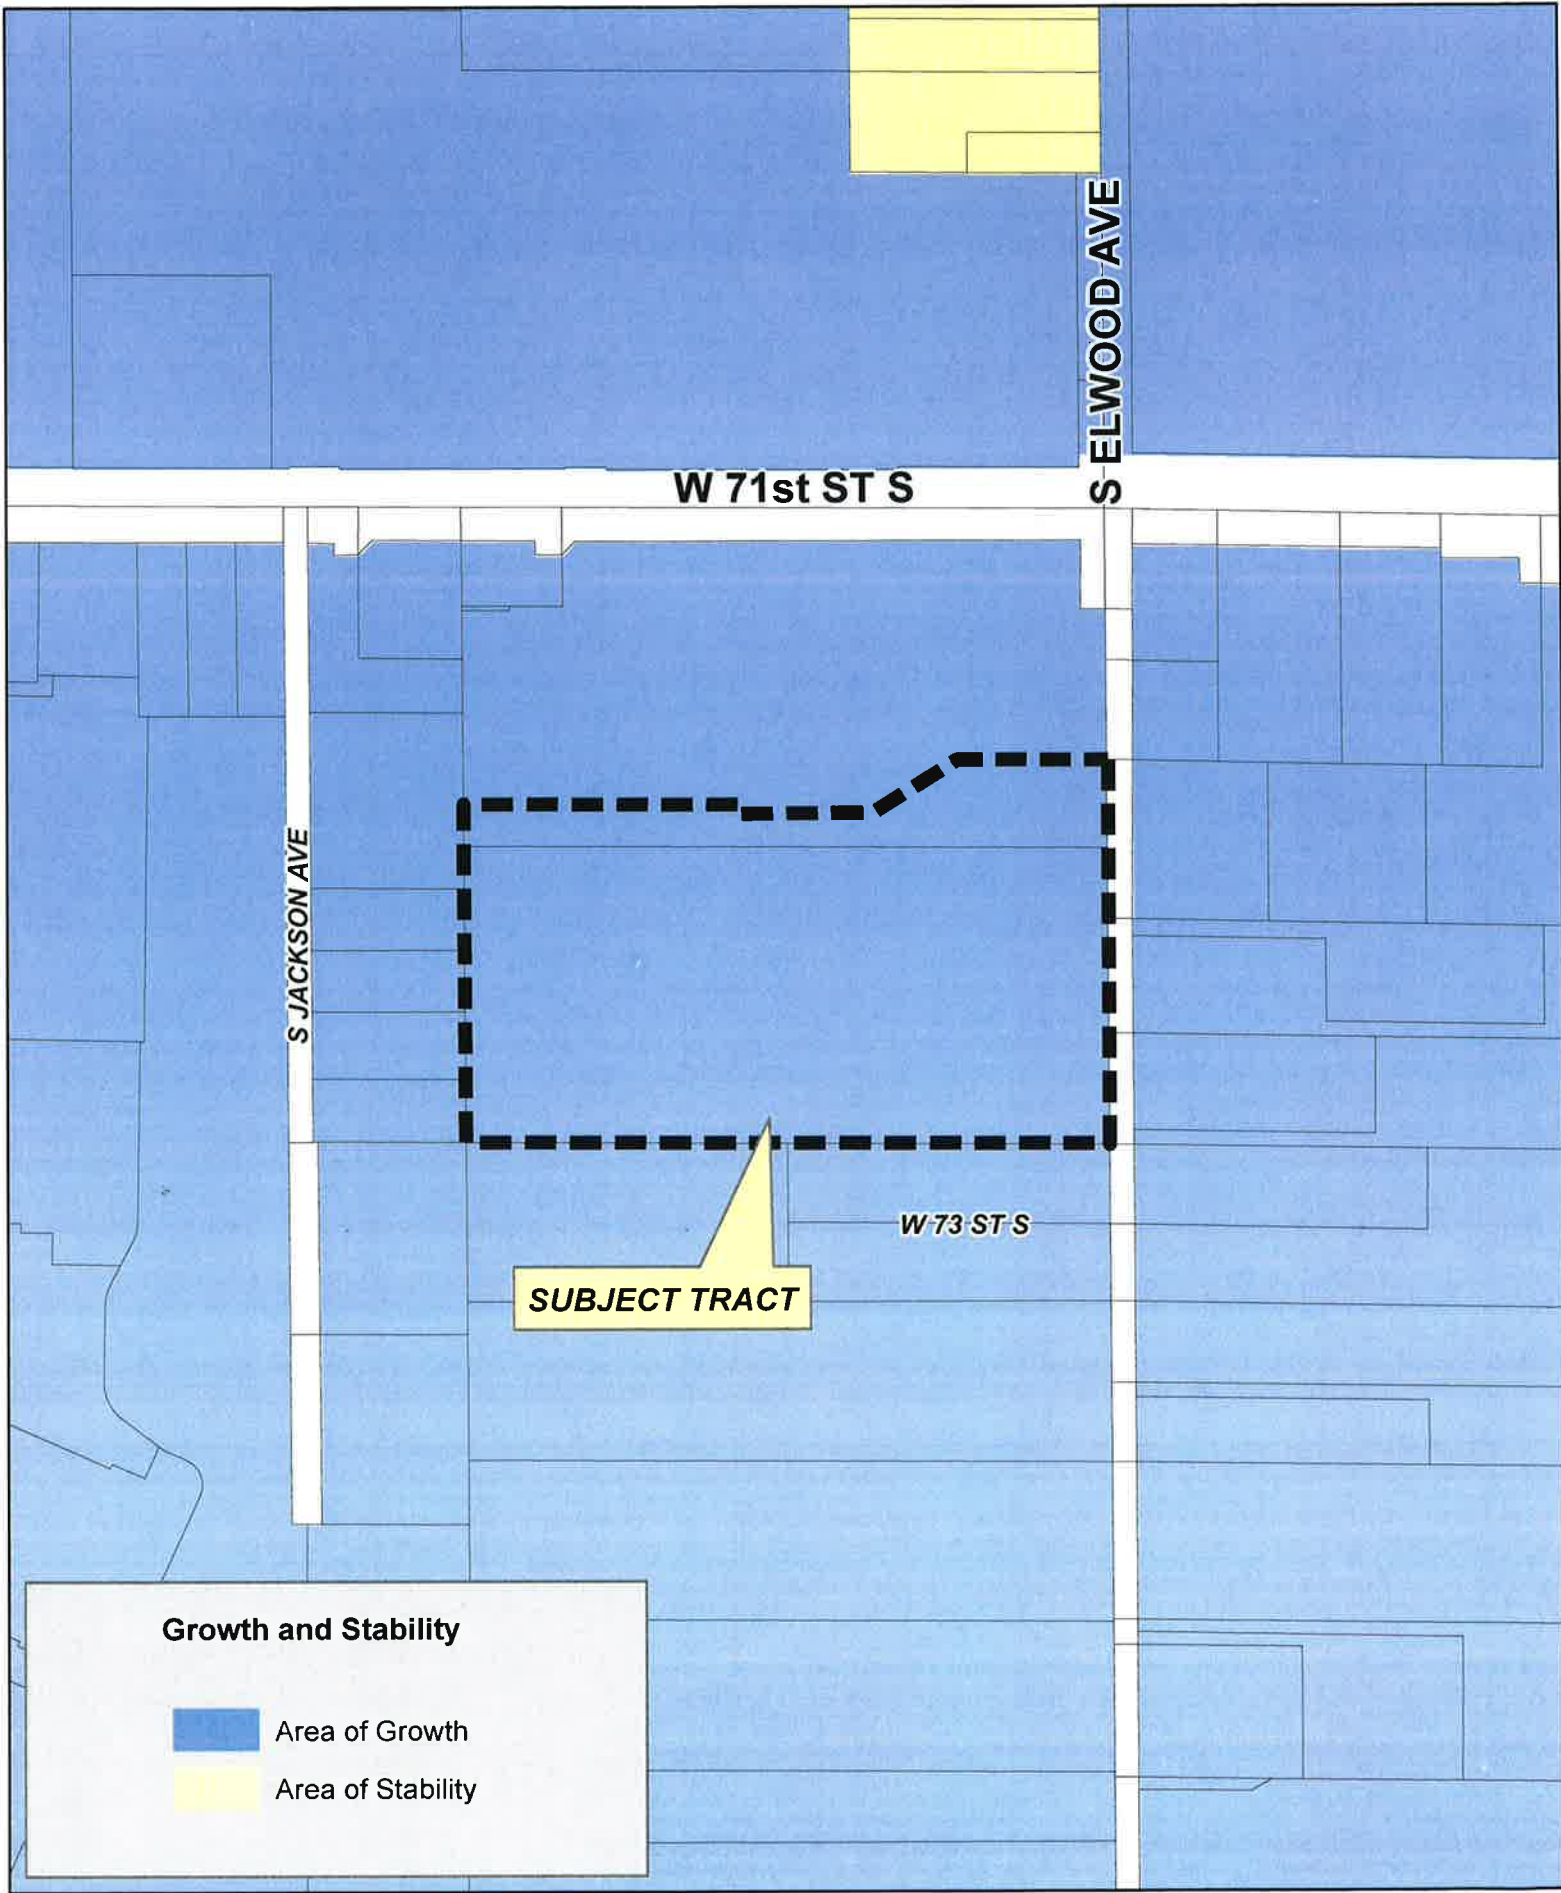 S ELWOOD AVE
W 71st ST S
S JACKSON AVE
W 73 ST S
SUBJECT TRACT
Growth and Stability
Area of Growth
Area of Stability